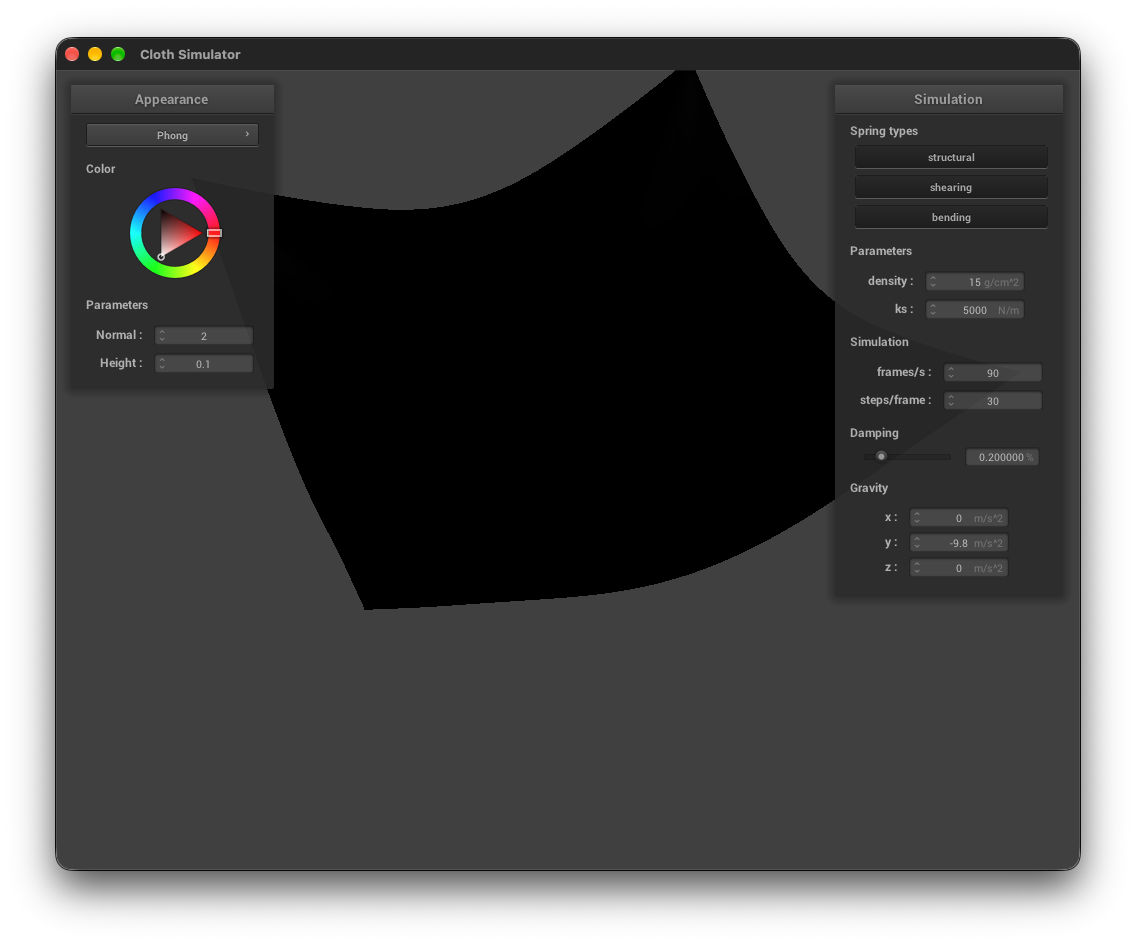 Cloth Simulator
Appearance
Phong
Color
Parameters
Normal : 2
Height : 0.1
Simulation
Spring types
structural
shearing
bending
Parameters
density : 15 g/cm^2
ks : 5000 N/m
Simulation
frames/s : 90
steps/frame : 30
Damping
0.200000 %
Gravity
x : 0 m/s^2
y : -9.8 m/s^2
z : 0 m/s^2